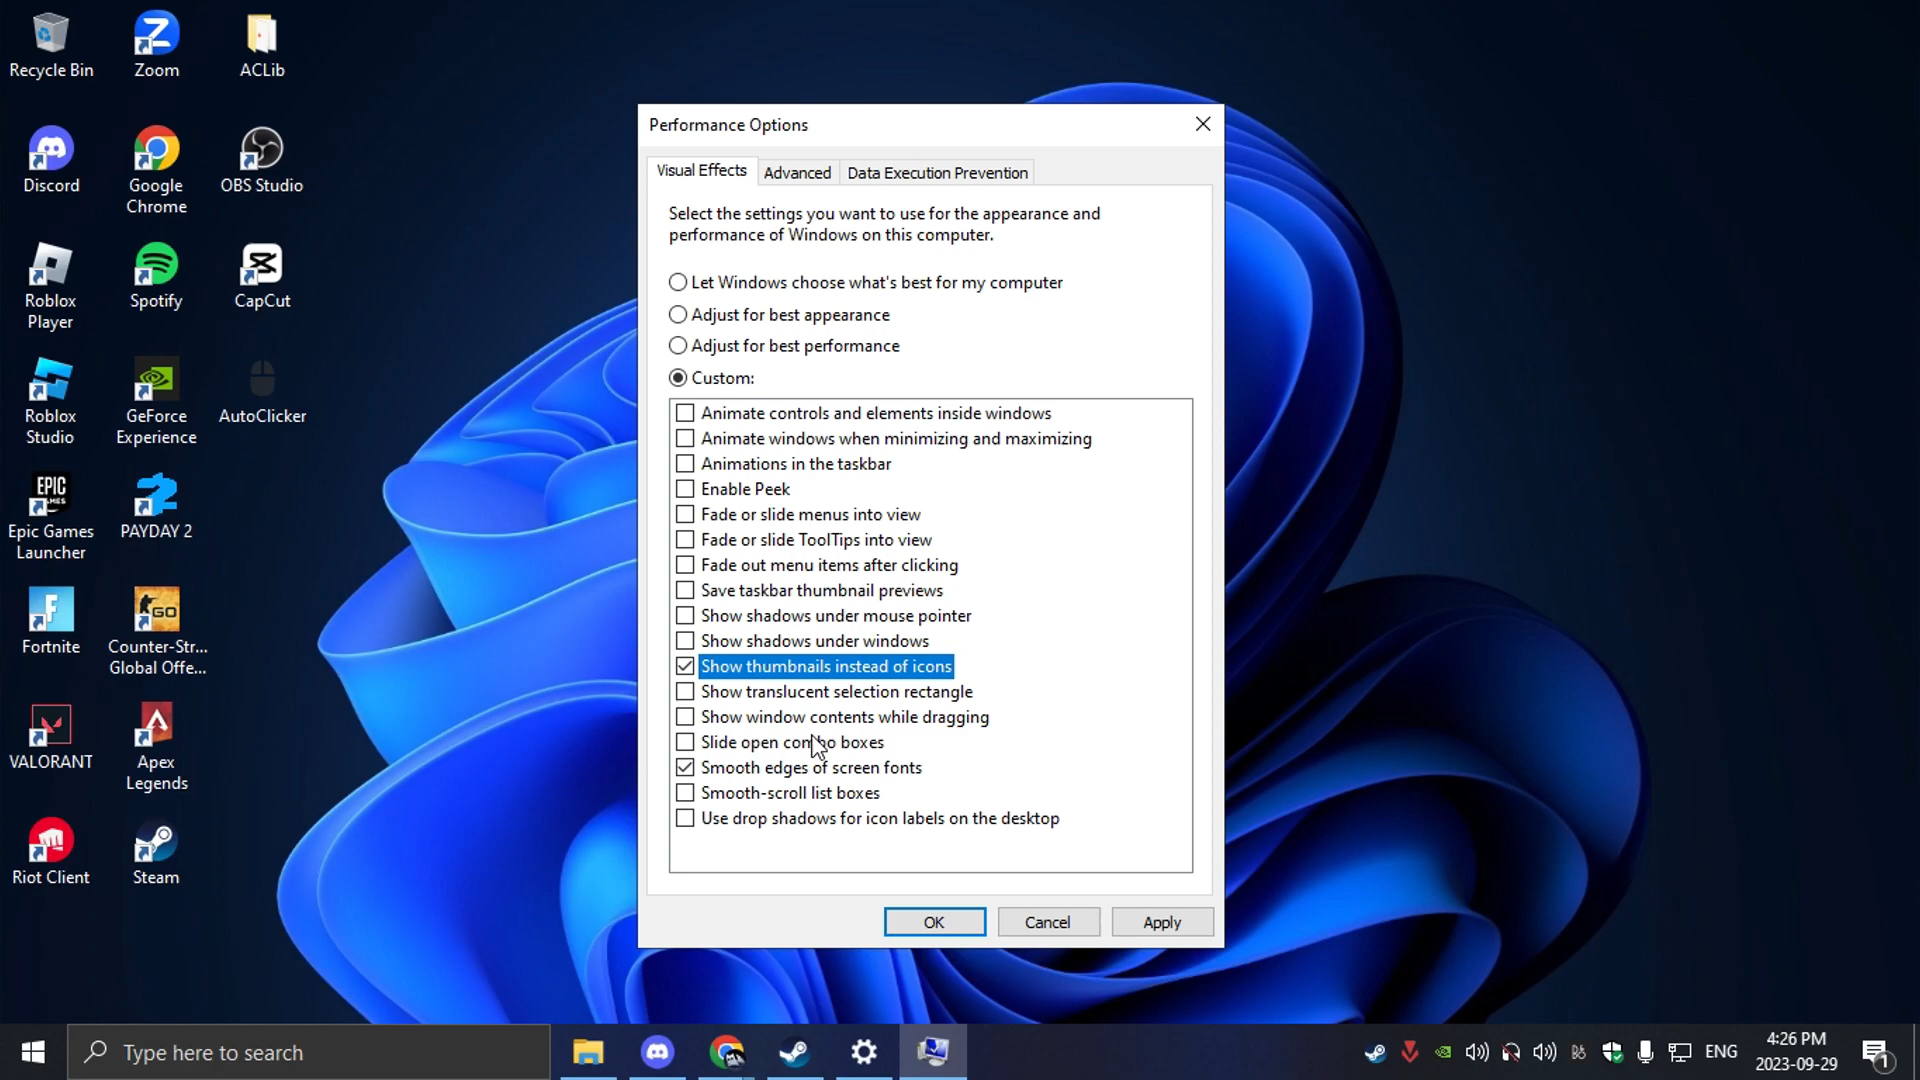 Recycle Bin
Zoom
ACLib
Discord
Google
Chrome
OBS Studio
Roblox
Player
Spotify
CapCut
Roblox
Studio
GeForce
Experience
AutoClicker
EPIC
GAMES
Epic Games
Launcher
PAYDAY 2
Fortnite
GO
Counter-Str...
Global Offe...
VALORANT
Apex
Legends
Riot Client
Steam
Performance Options
Visual Effects
Advanced
Data Execution Prevention
Select the settings you want to use for the appearance and
performance of Windows on this computer.
Let Windows choose what's best for my computer
Adjust for best appearance
Adjust for best performance
Custom:
Animate controls and elements inside windows
Animate windows when minimizing and maximizing
Animations in the taskbar
Enable Peek
Fade or slide menus into view
Fade or slide ToolTips into view
Fade out menu items after clicking
Save taskbar thumbnail previews
Show shadows under mouse pointer
Show shadows under windows
Show thumbnails instead of icons
Show translucent selection rectangle
Show window contents while dragging
Slide open combo boxes
Smooth edges of screen fonts
Smooth-scroll list boxes
Use drop shadows for icon labels on the desktop
OK
Cancel
Apply
Type here to search
ENG
4:26 PM
2023-09-29
1